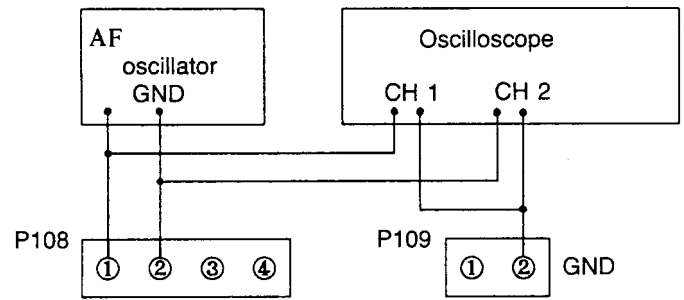 AF
oscillator
GND
Oscilloscope
CH 1
CH 2
P108
① ② ③ ④
P109
① ②
GND